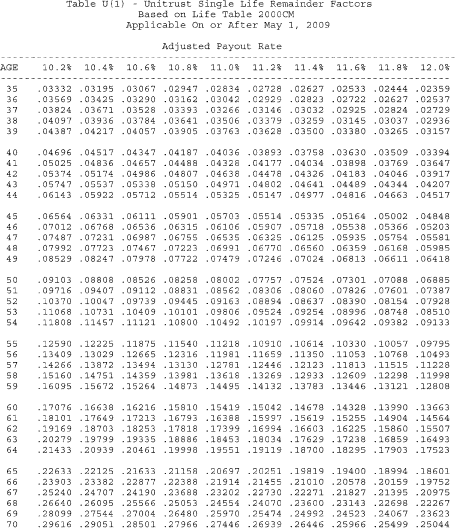 Table U(1) - Unitrust Single Life Remainder Factors
Based on Life Table 2000CM
Applicable On or After May 1, 2009
Adjusted Payout Rate
AGE 10.2% 10.4% 10.6% 10.8% 11.0% 11.2% 11.4% 11.6% 11.8% 12.0%
35 .03332 .03195 .03067 .02947 .02834 .02728 .02627 .02533 .02444 .02359
36 .03569 .03425 .03290 .03162 .03042 .02929 .02823 .02722 .02627 .02537
37 .03824 .03671 .03528 .03393 .03266 .03146 .03032 .02925 .02824 .02729
38 .04097 .03936 .03784 .03641 .03506 .03379 .03259 .03145 .03037 .02936
39 .04387 .04217 .04057 .03905 .03763 .03628 .03500 .03380 .03265 .03157
40 .04696 .04517 .04347 .04187 .04036 .03893 .03758 .03630 .03509 .03394
41 .05025 .04836 .04657 .04488 .04328 .04177 .04034 .03898 .03769 .03647
42 .05374 .05174 .04986 .04807 .04638 .04478 .04326 .04183 .04046 .03917
43 .05747 .05537 .05338 .05150 .04971 .04802 .04641 .04489 .04344 .04207
44 .06143 .05922 .05712 .05514 .05325 .05147 .04977 .04816 .04663 .04517
45 .06564 .06331 .06111 .05901 .05703 .05514 .05335 .05164 .05002 .04848
46 .07012 .06768 .06536 .06315 .06106 .05907 .05718 .05538 .05366 .05203
47 .07487 .07231 .06987 .06755 .06535 .06325 .06125 .05935 .05754 .05581
48 .07992 .07723 .07467 .07223 .06991 .06770 .06560 .06359 .06168 .05985
49 .08529 .08247 .07978 .07722 .07479 .07246 .07024 .06813 .06611 .06418
50 .09103 .08808 .08526 .08258 .08002 .07757 .07524 .07301 .07088 .06885
51 .09716 .09407 .09112 .08831 .08562 .08306 .08060 .07826 .07601 .07387
52 .10370 .10047 .09739 .09445 .09163 .08894 .08637 .08390 .08154 .07928
53 .11068 .10731 .10409 .10101 .09806 .09524 .09254 .08996 .08748 .08510
54 .11808 .11457 .11121 .10800 .10492 .10197 .09914 .09642 .09382 .09133
55 .12590 .12225 .11875 .11540 .11218 .10910 .10614 .10330 .10057 .09795
56 .13409 .13029 .12665 .12316 .11981 .11659 .11350 .11053 .10768 .10493
57 .14266 .13872 .13494 .13130 .12781 .12446 .12123 .11813 .11515 .11228
58 .15160 .14751 .14359 .13981 .13618 .13269 .12933 .12609 .12298 .11998
59 .16095 .15672 .15264 .14873 .14495 .14132 .13783 .13446 .13121 .12808
60 .17076 .16638 .16216 .15810 .15419 .15042 .14678 .14328 .13990 .13663
61 .18101 .17649 .17213 .16793 .16388 .15997 .15619 .15255 .14904 .14564
62 .19169 .18703 .18253 .17818 .17399 .16994 .16603 .16225 .15860 .15507
63 .20279 .19799 .19335 .18886 .18453 .18034 .17629 .17238 .16859 .16493
64 .21433 .20939 .20461 .19998 .19551 .19119 .18700 .18295 .17903 .17523
65 .22633 .22125 .21633 .21158 .20697 .20251 .19819 .19400 .18994 .18601
66 .23903 .23382 .22877 .22388 .21914 .21455 .21010 .20578 .20159 .19752
67 .25240 .24707 .24190 .23688 .23202 .22730 .22271 .21827 .21395 .20975
68 .26640 .26095 .25566 .25053 .24554 .24070 .23600 .23143 .22698 .22267
69 .28099 .27544 .27004 .26480 .25970 .25474 .24992 .24523 .24067 .23623
70 .29616 .29051 .28501 .27966 .27446 .26939 .26446 .25966 .25499 .25044